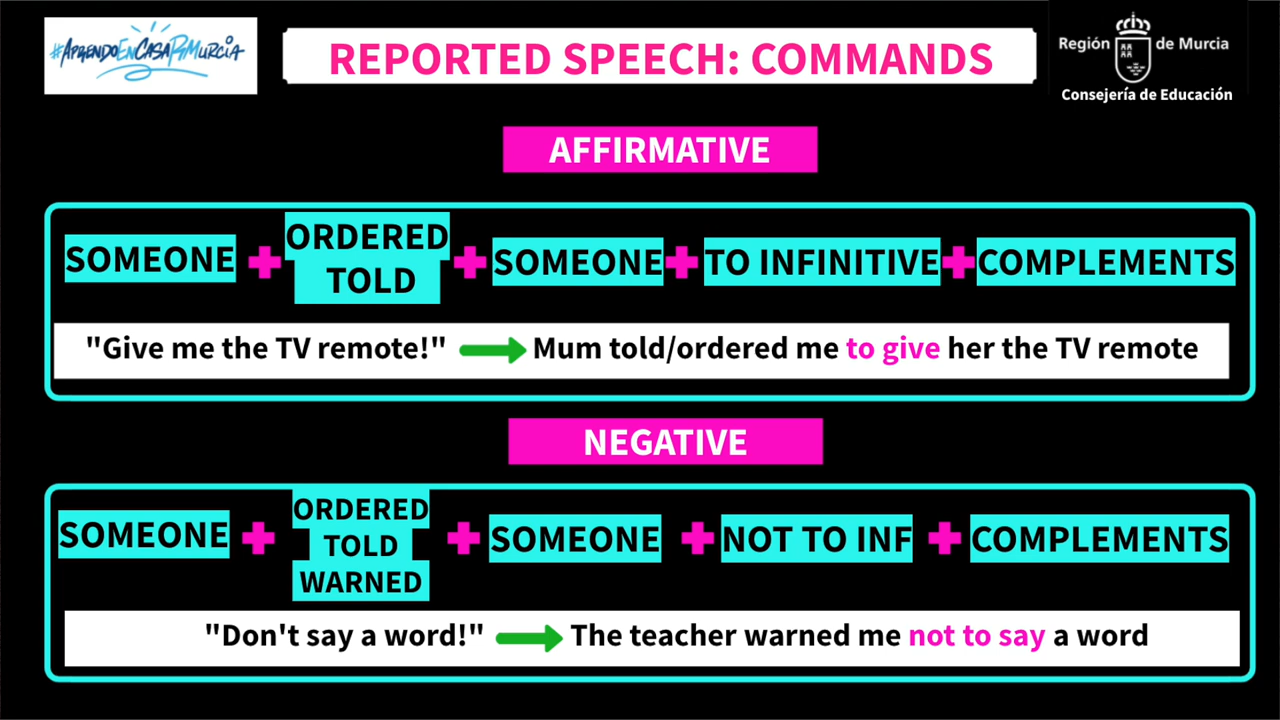 #AprendoEnCasaRMurcia
REPORTED SPEECH: COMMANDS
Región de Murcia
Consejería de Educación
AFFIRMATIVE
SOMEONE + ORDERED TOLD + SOMEONE + TO INFINITIVE + COMPLEMENTS
"Give me the TV remote!" → Mum told/ordered me to give her the TV remote
NEGATIVE
SOMEONE + ORDERED TOLD WARNED + SOMEONE + NOT TO INF + COMPLEMENTS
"Don't say a word!" → The teacher warned me not to say a word